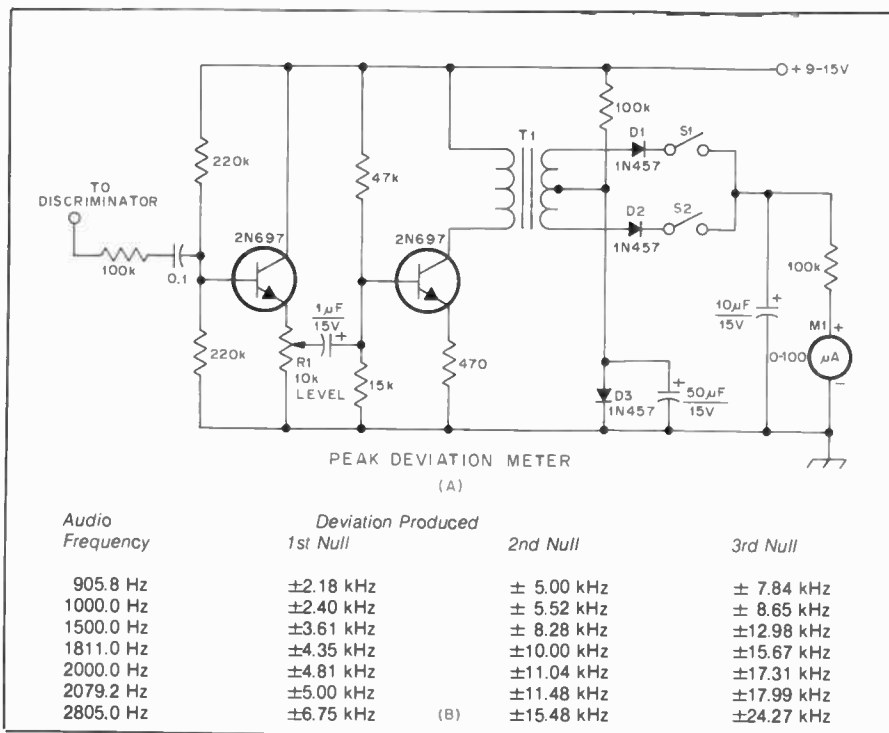 + 9-15V
100k
T1
D1
S1
1N457
220k
47k
TO
DISCRIMINATOR
D2
S2
1N457
2N697
2N697
100k
0.1
100k
1µF
15V
+
10µF
15V
+
M1
+
0-100
µA
-
220k
R1
10k
LEVEL
15k
470
D3
1N457
+
50µF
15V
PEAK DEVIATION METER
(A)
Audio Frequency
Deviation Produced
1st Null 2nd Null 3rd Null
905.8 Hz ±2.18 kHz ± 5.00 kHz ± 7.84 kHz
1000.0 Hz ±2.40 kHz ± 5.52 kHz ± 8.65 kHz
1500.0 Hz ±3.61 kHz ± 8.28 kHz ±12.98 kHz
1811.0 Hz ±4.35 kHz ±10.00 kHz ±15.67 kHz
2000.0 Hz ±4.81 kHz ±11.04 kHz ±17.31 kHz
2079.2 Hz ±5.00 kHz ±11.48 kHz ±17.99 kHz
2805.0 Hz ±6.75 kHz (B) ±15.48 kHz ±24.27 kHz